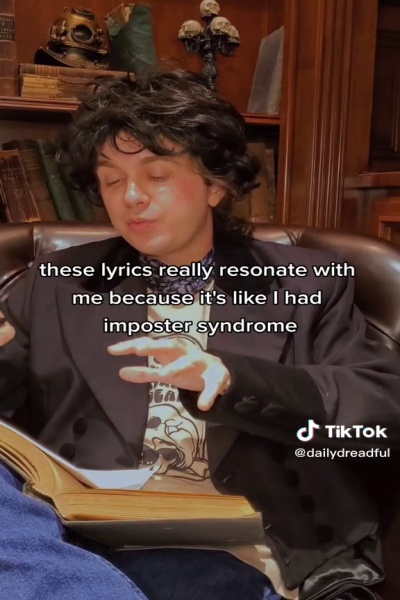 these lyrics really resonate with
me because it's like I had
imposter syndrome
TikTok
@dailydreadful